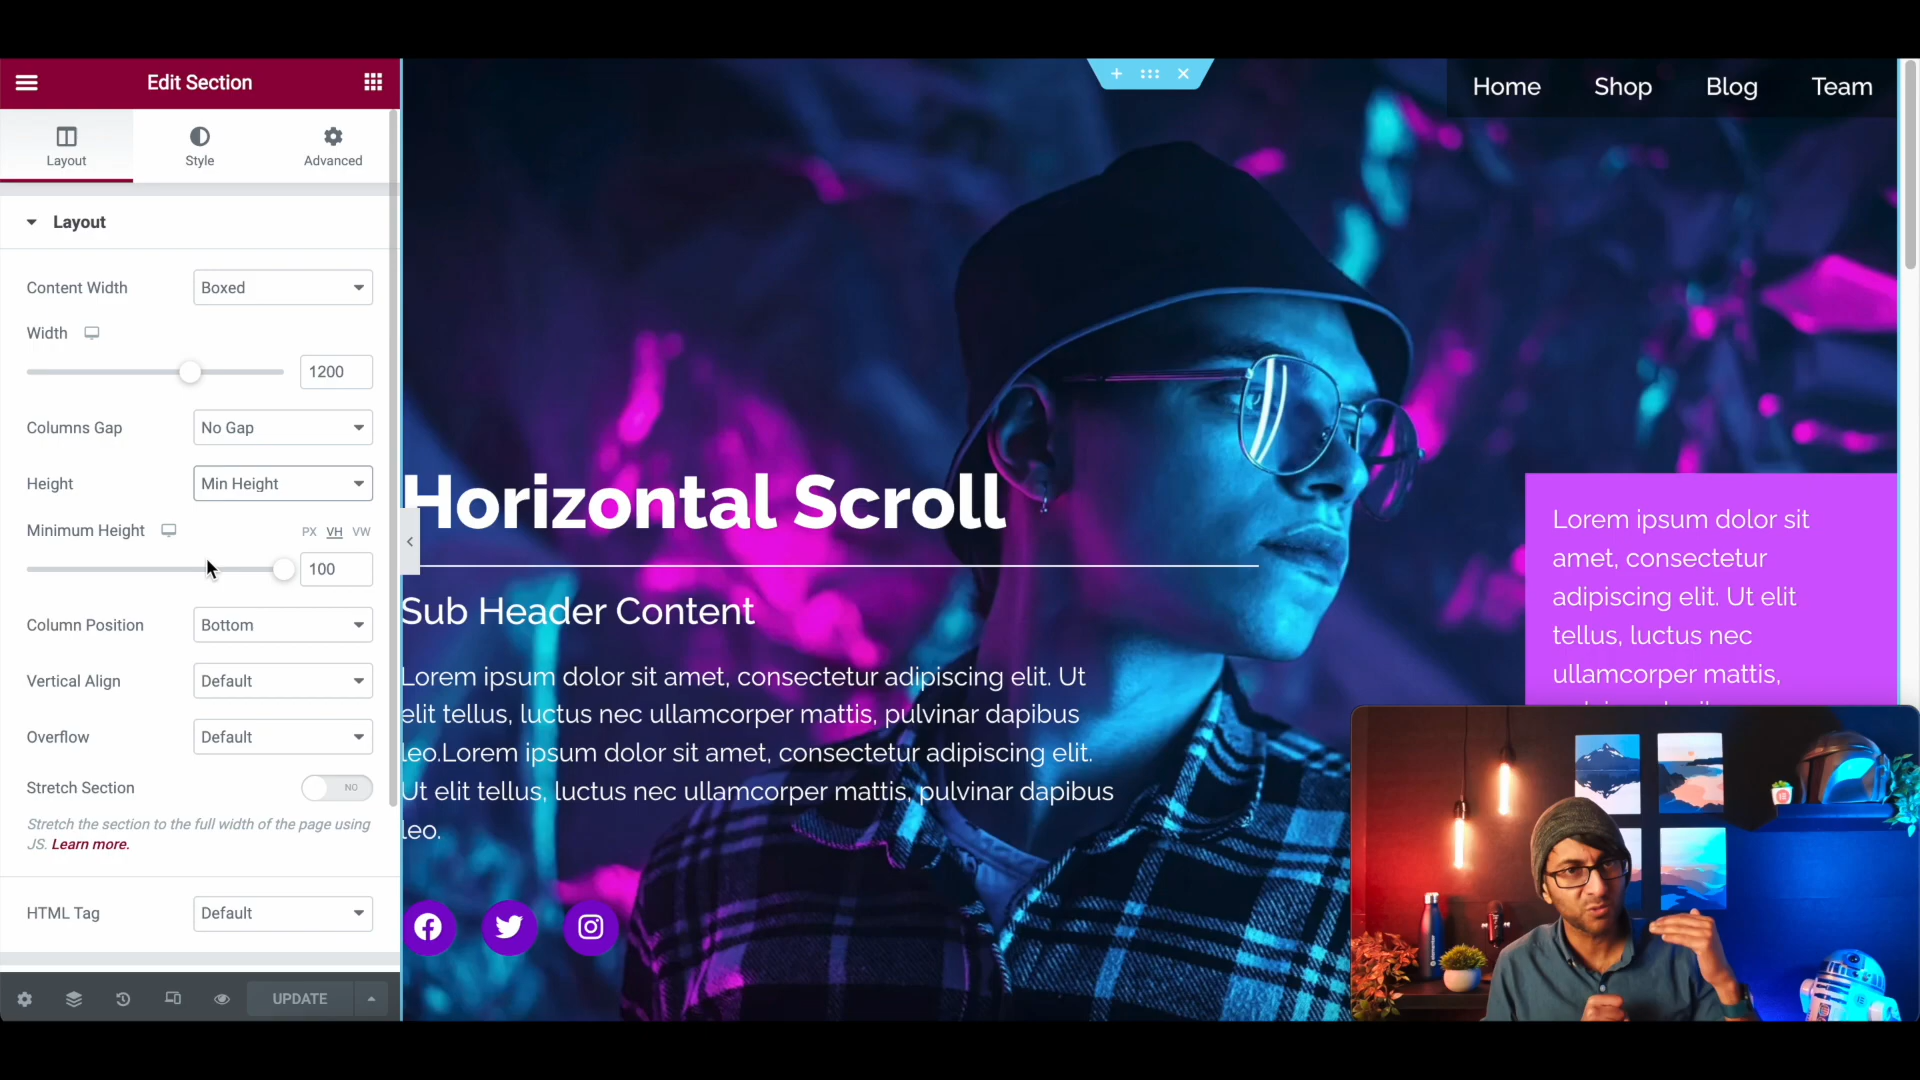 Edit Section
Layout
Style
Advanced
Layout
Content Width
Boxed
Width
1200
Columns Gap
No Gap
Height
Min Height
Minimum Height
PX VH VW
100
Column Position
Bottom
Vertical Align
Default
Overflow
Default
Stretch Section
NO
Stretch the section to the full width of the page using
JS. Learn more.
HTML Tag
Default
UPDATE
Home
Shop
Blog
Team
Horizontal Scroll
Sub Header Content
Lorem ipsum dolor sit amet, consectetur adipiscing elit. Ut
elit tellus, luctus nec ullamcorper mattis, pulvinar dapibus
leo.Lorem ipsum dolor sit amet, consectetur adipiscing elit.
Ut elit tellus, luctus nec ullamcorper mattis, pulvinar dapibus
leo.
Lorem ipsum dolor sit
amet, consectetur
adipiscing elit. Ut elit
tellus, luctus nec
ullamcorper mattis,